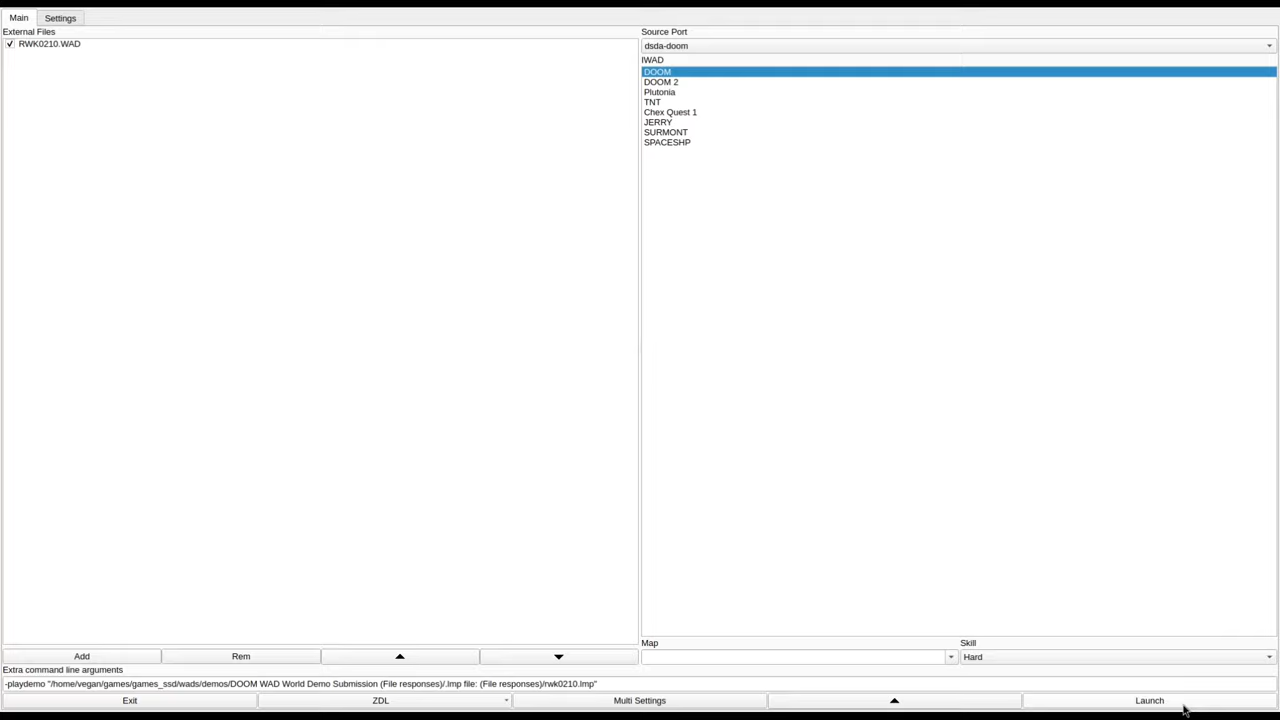 Main
Settings
External Files
RWK0210.WAD
Source Port
dsda-doom
IWAD
DOOM
DOOM 2
Plutonia
TNT
Chex Quest 1
JERRY
SURMONT
SPACESHP
Map
Skill
Hard
Add
Rem
Extra command line arguments
-playdemo "/home/vegan/games/games_ssd/wads/demos/DOOM WAD World Demo Submission (File responses)/.lmp file: (File responses)/rwk0210.lmp"
Exit
ZDL
Multi Settings
Launch